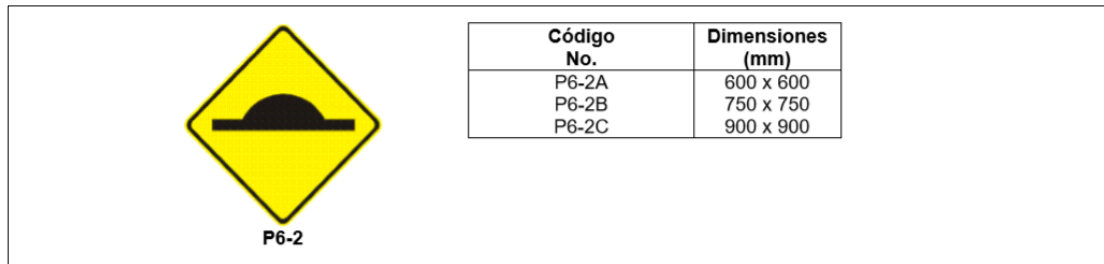 P6-2
Código No. Dimensiones (mm)
P6-2A 600 x 600
P6-2B 750 x 750
P6-2C 900 x 900